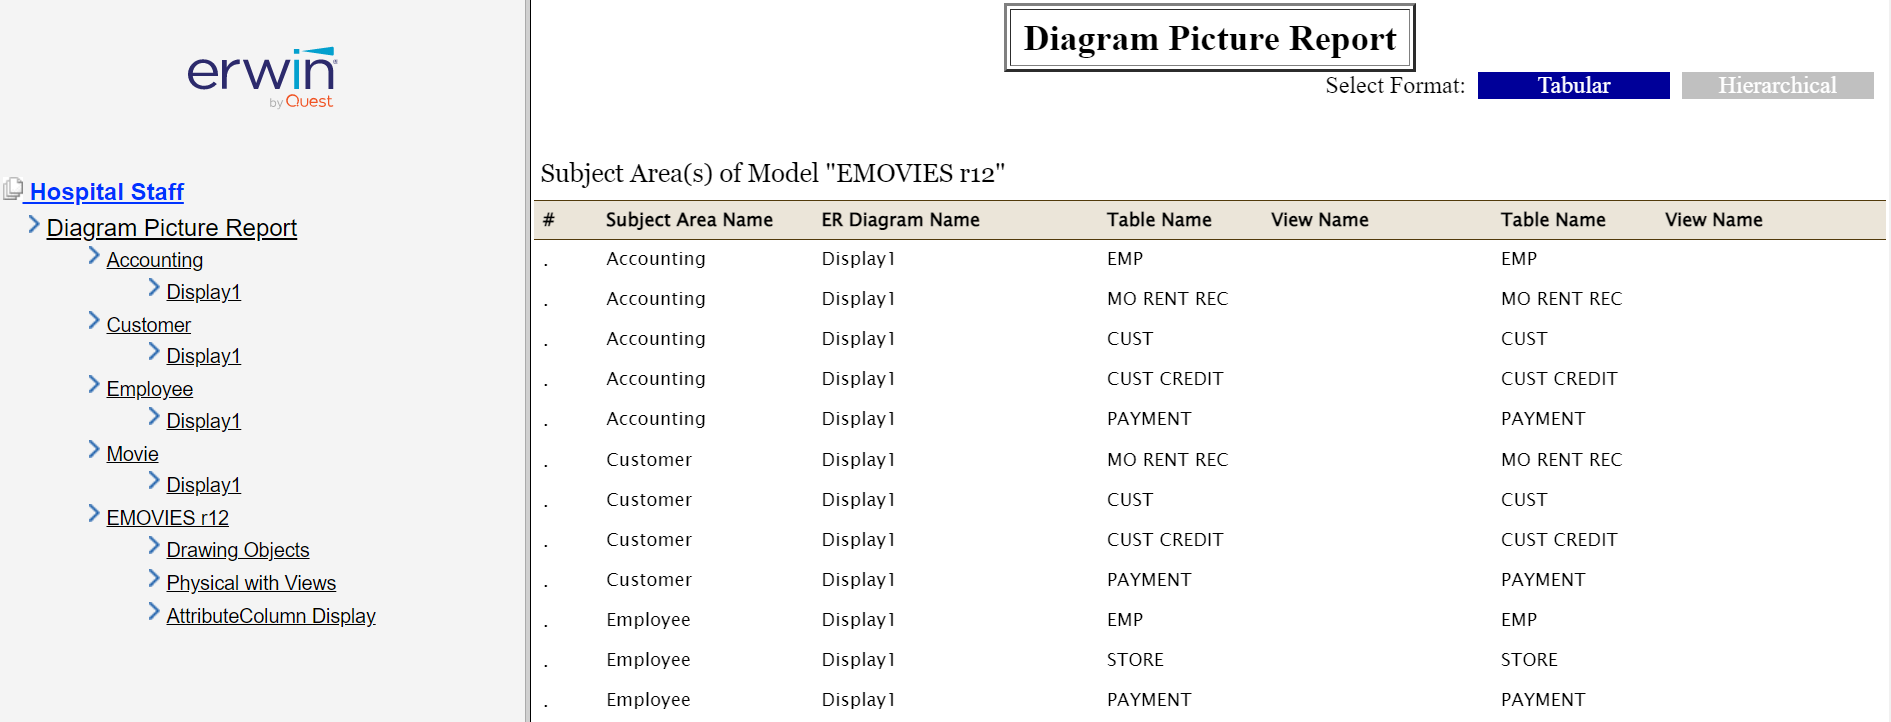 erwin
by Quest
Hospital Staff
Diagram Picture Report
Accounting
Display1
Customer
Display1
Employee
Display1
Movie
Display1
EMOVIES r12
Drawing Objects
Physical with Views
AttributeColumn Display
Diagram Picture Report
Select Format: Tabular Hierarchical
Subject Area(s) of Model "EMOVIES r12"
# Subject Area Name ER Diagram Name Table Name View Name Table Name View Name
. Accounting Display1 EMP EMP
. Accounting Display1 MO RENT REC MO RENT REC
. Accounting Display1 CUST CUST
. Accounting Display1 CUST CREDIT CUST CREDIT
. Accounting Display1 PAYMENT PAYMENT
. Customer Display1 MO RENT REC MO RENT REC
. Customer Display1 CUST CUST
. Customer Display1 CUST CREDIT CUST CREDIT
. Customer Display1 PAYMENT PAYMENT
. Employee Display1 EMP EMP
. Employee Display1 STORE STORE
. Employee Display1 PAYMENT PAYMENT